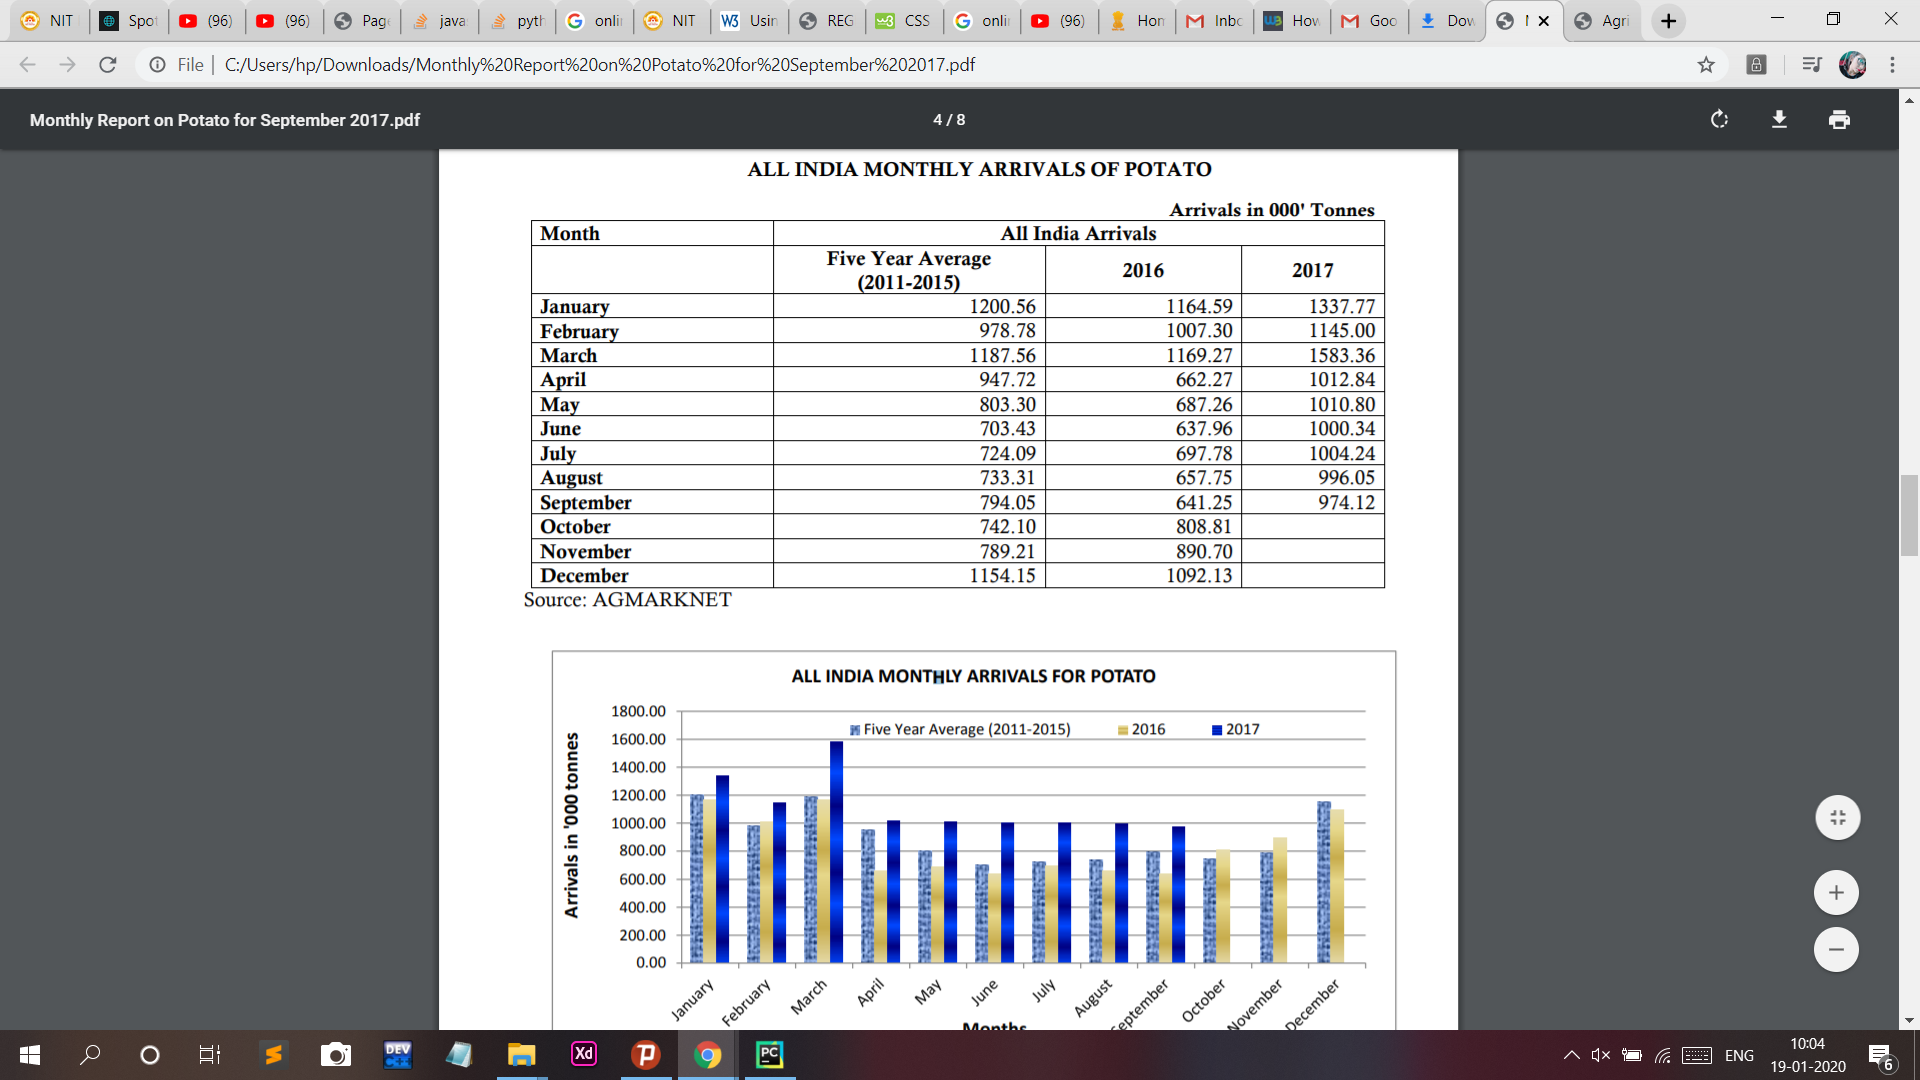 NIT
Spot
(96)
(96)
Page
java
pyth
onlin
NIT
W3 Usin
REG
w3 CSS
onlin
(96)
Hon
Inbo
How
Goo
Dow
Agri
File | C:/Users/hp/Downloads/Monthly%20Report%20on%20Potato%20for%20September%202017.pdf
Monthly Report on Potato for September 2017.pdf
4 / 8
ALL INDIA MONTHLY ARRIVALS OF POTATO
Arrivals in 000' Tonnes
Month All India Arrivals
Five Year Average (2011-2015) 2016 2017
January 1200.56 1164.59 1337.77
February 978.78 1007.30 1145.00
March 1187.56 1169.27 1583.36
April 947.72 662.27 1012.84
May 803.30 687.26 1010.80
June 703.43 637.96 1000.34
July 724.09 697.78 1004.24
August 733.31 657.75 996.05
September 794.05 641.25 974.12
October 742.10 808.81
November 789.21 890.70
December 1154.15 1092.13
Source: AGMARKNET
ALL INDIA MONTHLY ARRIVALS FOR POTATO
Five Year Average (2011-2015) 2016 2017
Arrivals in '000 tonnes
1800.00
1600.00
1400.00
1200.00
1000.00
800.00
600.00
400.00
200.00
0.00
January
February
March
April
May
June
July
August
eptember
October
November
December
Months
DEV C++
Xd
PC
ENG
10:04
19-01-2020
6